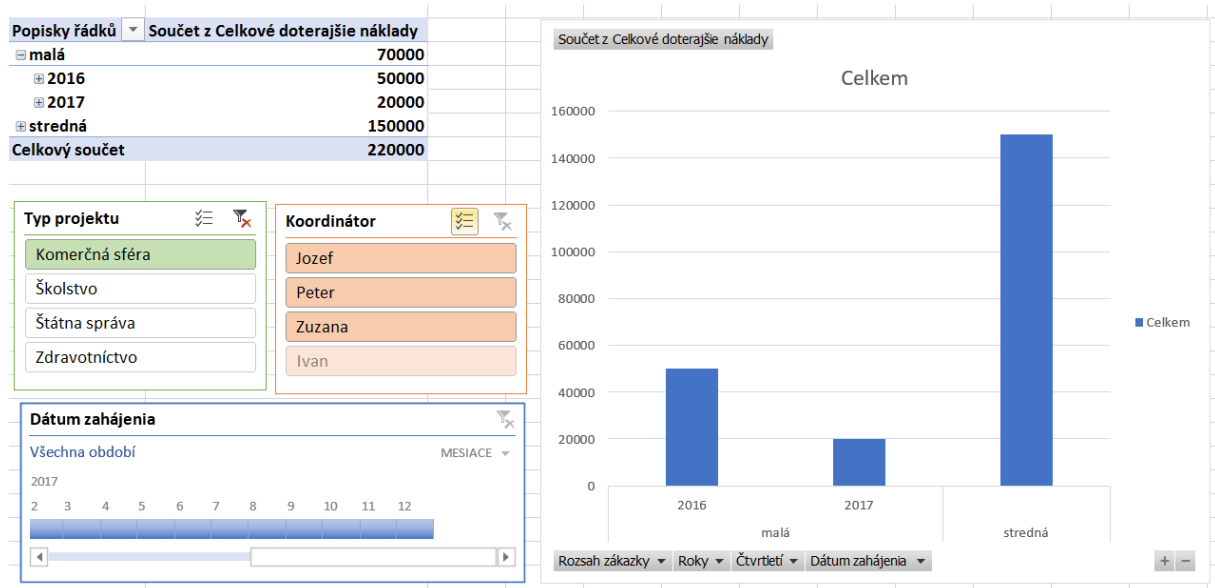 Popisky řádků Součet z Celkové doterajšie náklady
malá 70000
2016 50000
2017 20000
stredná 150000
Celkový součet 220000
Typ projektu
Komerčná sféra
Školstvo
Štátna správa
Zdravotníctvo
Koordinátor
Jozef
Peter
Zuzana
Ivan
Dátum zahájenia
Všechna období MESIACE
2017
2 3 4 5 6 7 8 9 10 11 12
Součet z Celkové doterajšie náklady
Celkem
160000
140000
120000
100000
80000
60000
40000
20000
0
2016 2017
malá stredná
Celkem
Rozsah zákazky Roky Čtvrtletí Dátum zahájenia